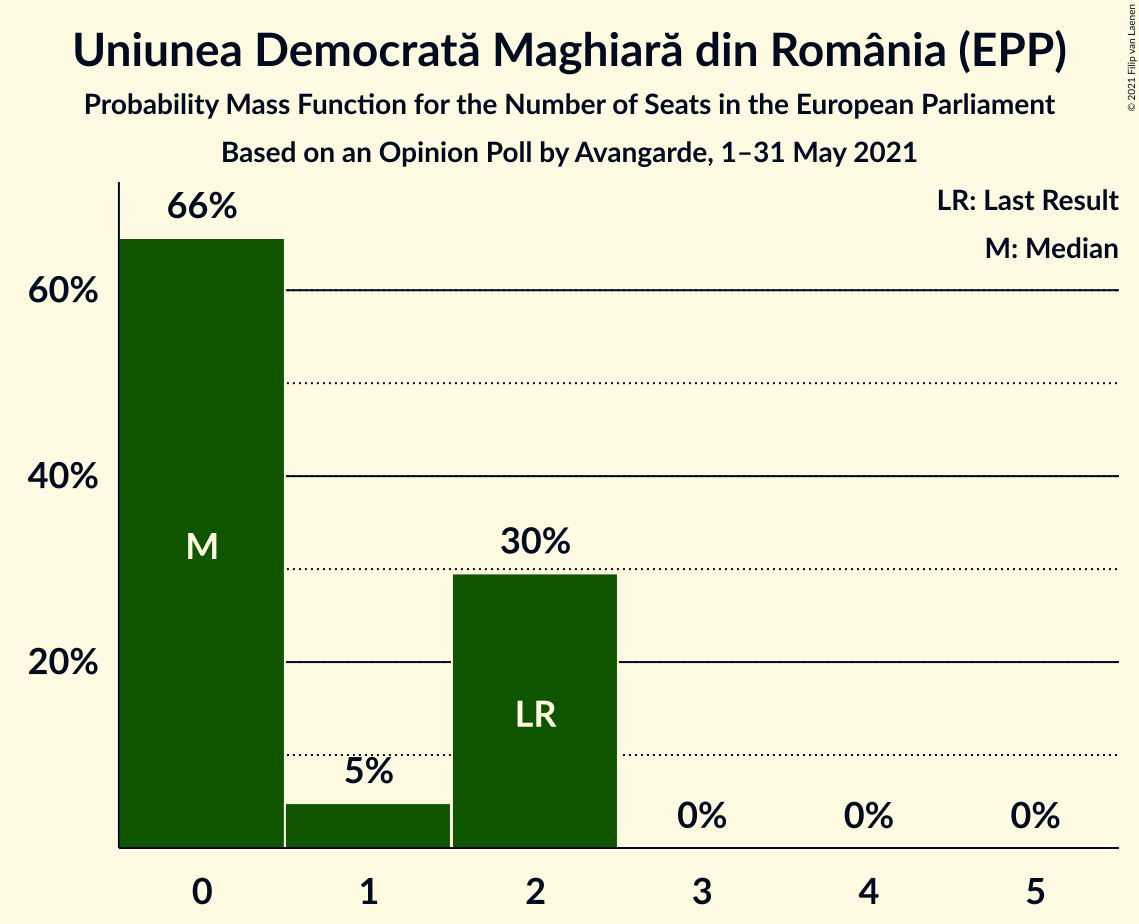 Uniunea Democrată Maghiară din România (EPP)
Probability Mass Function for the Number of Seats in the European Parliament
Based on an Opinion Poll by Avangarde, 1–31 May 2021
© 2021 Filip van Laenen
LR: Last Result
M: Median
66%
60%
40%
M
30%
20%
LR
5%
0%
0%
0%
0
1
2
3
4
5